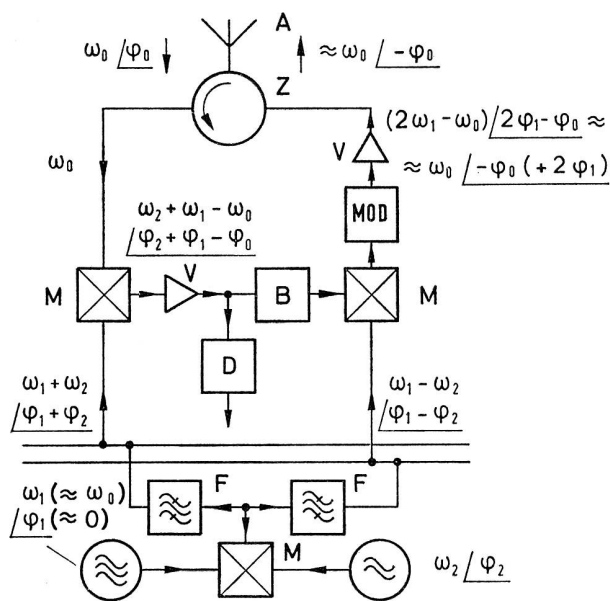 A
ω₀ /φ₀
≈ ω₀ /-φ₀
Z
(2ω₁-ω₀)/2φ₁-φ₀ ≈
V
≈ ω₀ /-φ₀(+2φ₁)
ω₀
MOD
ω₂+ω₁-ω₀
/φ₂+φ₁-φ₀
V
M
B
M
D
ω₁+ω₂
/φ₁+φ₂
ω₁-ω₂
/φ₁-φ₂
F
F
ω₁(≈ω₀)
/φ₁(≈0)
M
ω₂/φ₂